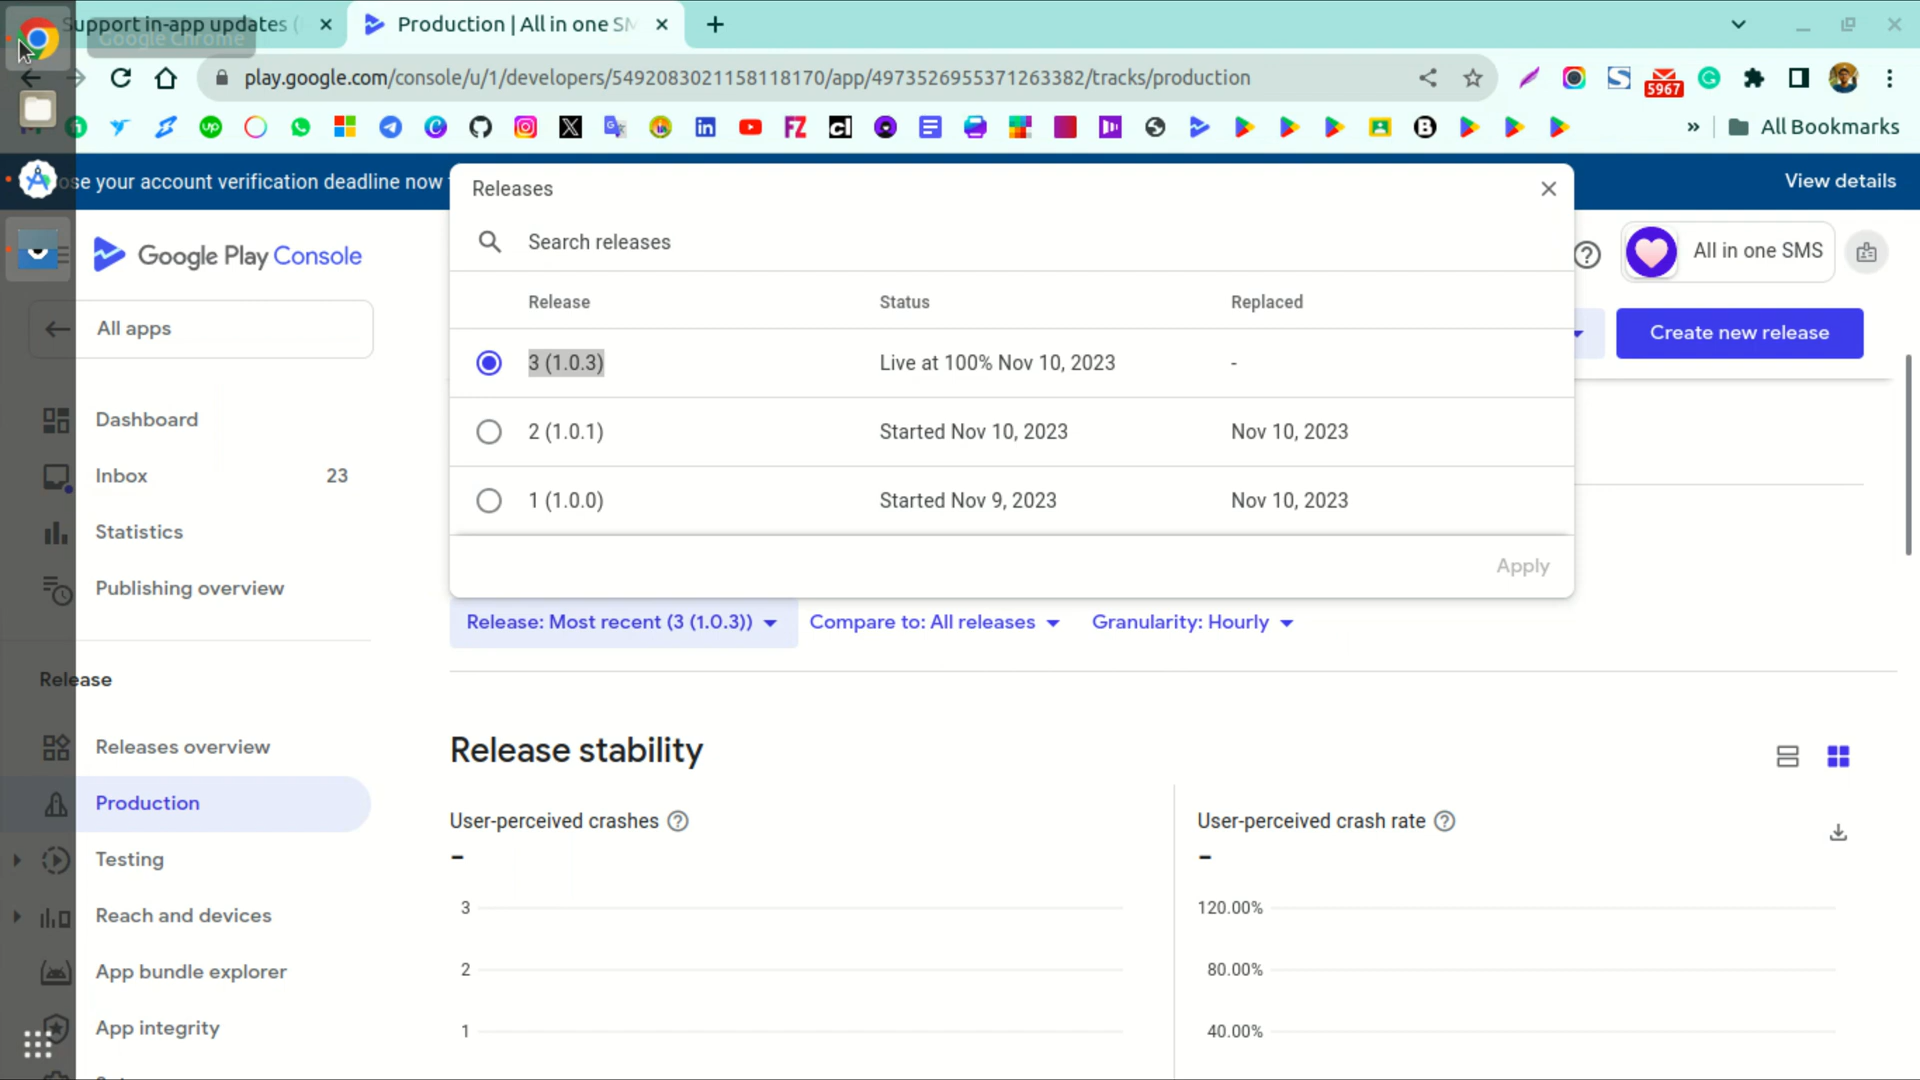 Support in-app updates (
Google Chrome
Production | All in one SM
play.google.com/console/u/1/developers/5492083021158118170/app/4973526955371263382/tracks/production
5967
All Bookmarks
ose your account verification deadline now
View details
Releases
Search releases
Google Play Console
All in one SMS
Release Status Replaced
All apps
Create new release
3 (1.0.3) Live at 100% Nov 10, 2023 -
Dashboard
2 (1.0.1) Started Nov 10, 2023 Nov 10, 2023
Inbox 23
1 (1.0.0) Started Nov 9, 2023 Nov 10, 2023
Statistics
Apply
Publishing overview
Release: Most recent (3 (1.0.3)) Compare to: All releases Granularity: Hourly
Release
Releases overview
Release stability
Production
User-perceived crashes
-
User-perceived crash rate
-
Testing
3
120.00%
Reach and devices
2
80.00%
App bundle explorer
1
40.00%
App integrity